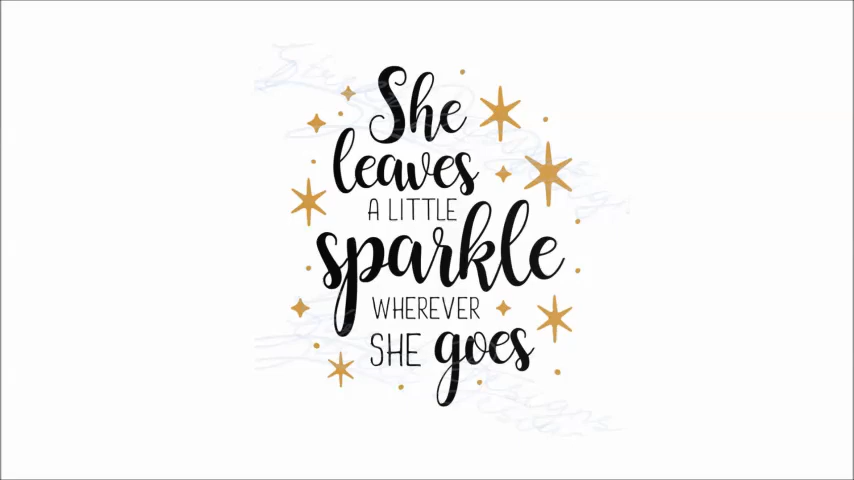 She
leaves
A LITTLE
sparkle
WHEREVER
SHE goes